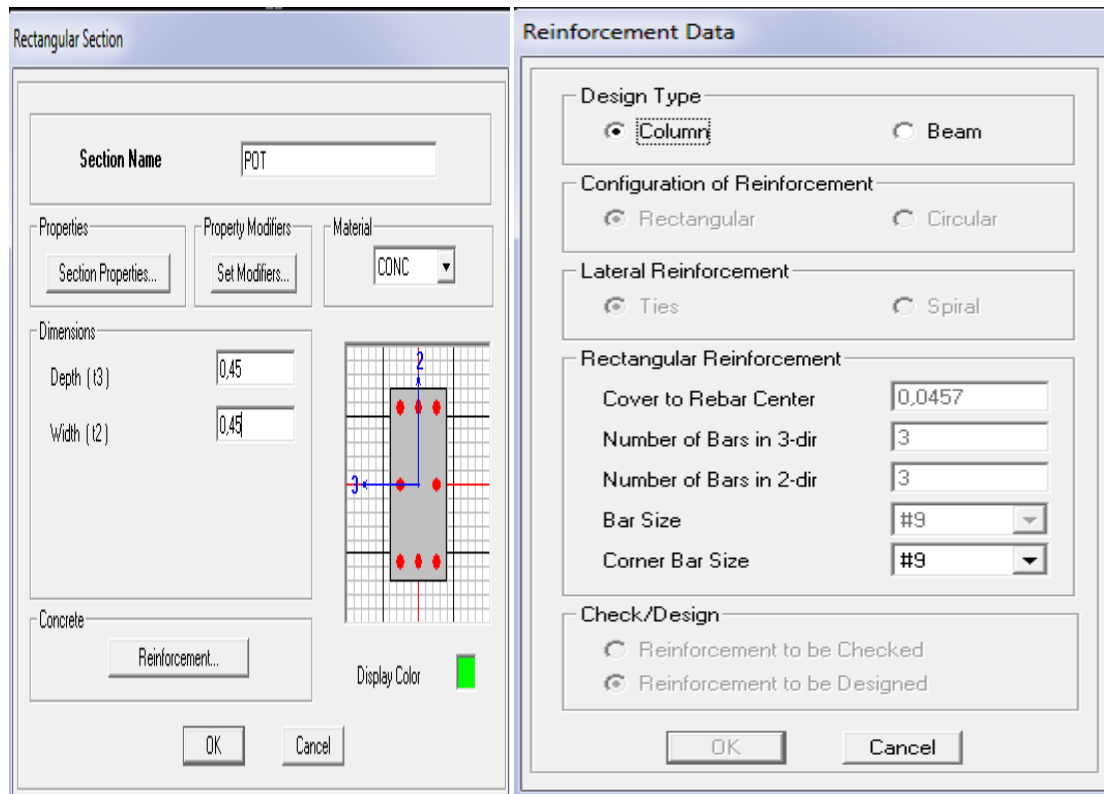 Rectangular Section
Section Name POT
Properties
Section Properties...
Property Modifiers
Set Modifiers...
Material
CONC
Dimensions
Depth (t3) 0,45
Width (t2) 0,45
2
3
Concrete
Reinforcement...
Display Color
OK Cancel
Reinforcement Data
Design Type
Column Beam
Configuration of Reinforcement
Rectangular Circular
Lateral Reinforcement
Ties Spiral
Rectangular Reinforcement
Cover to Rebar Center 0,0457
Number of Bars in 3-dir 3
Number of Bars in 2-dir 3
Bar Size #9
Corner Bar Size #9
Check/Design
Reinforcement to be Checked
Reinforcement to be Designed
OK Cancel